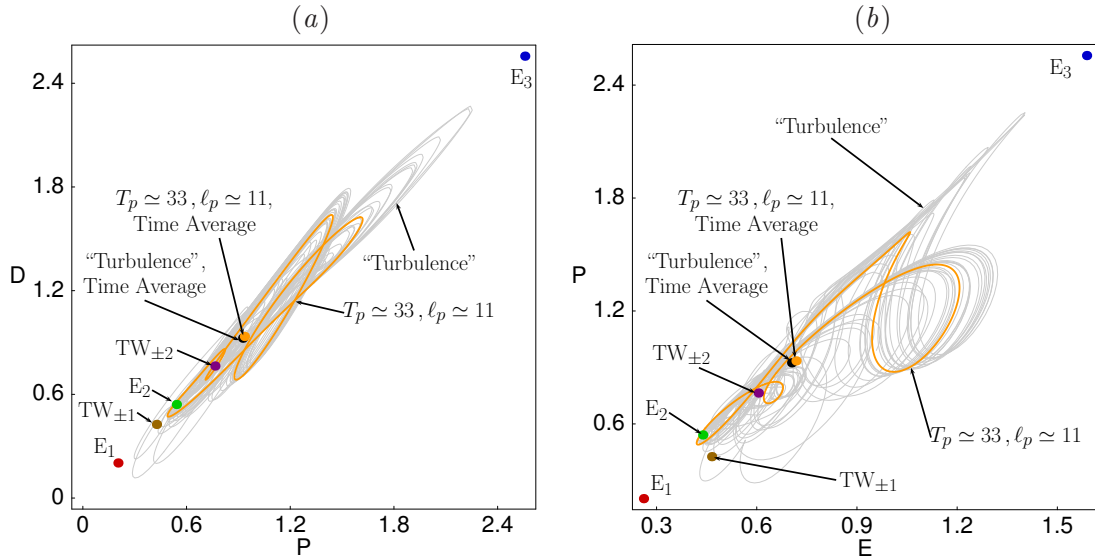 (a)
2.4
1.8
1.2
0.6
0
D
0
0.6
1.2
1.8
2.4
P
E₃
T_p ≃ 33, ℓ_p ≃ 11,
Time Average
“Turbulence”,
Time Average
“Turbulence”
T_p ≃ 33, ℓ_p ≃ 11
TW±2
E₂
TW±1
E₁
(b)
2.4
1.8
1.2
0.6
P
0.3
0.6
0.9
1.2
1.5
E
E₃
“Turbulence”
T_p ≃ 33, ℓ_p ≃ 11,
Time Average
“Turbulence”,
Time Average
TW±2
E₂
T_p ≃ 33, ℓ_p ≃ 11
TW±1
E₁